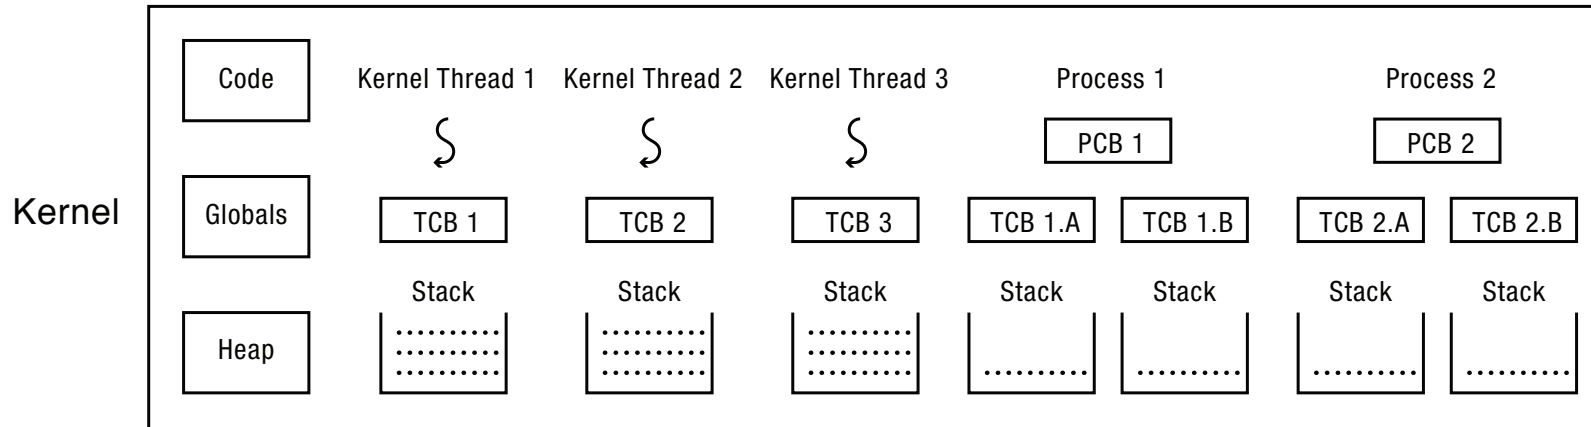 Kernel
Code
Kernel Thread 1
Kernel Thread 2
Kernel Thread 3
Process 1
Process 2
PCB 1
PCB 2
Globals
TCB 1
TCB 2
TCB 3
TCB 1.A
TCB 1.B
TCB 2.A
TCB 2.B
Stack
Stack
Stack
Stack
Stack
Stack
Stack
Heap